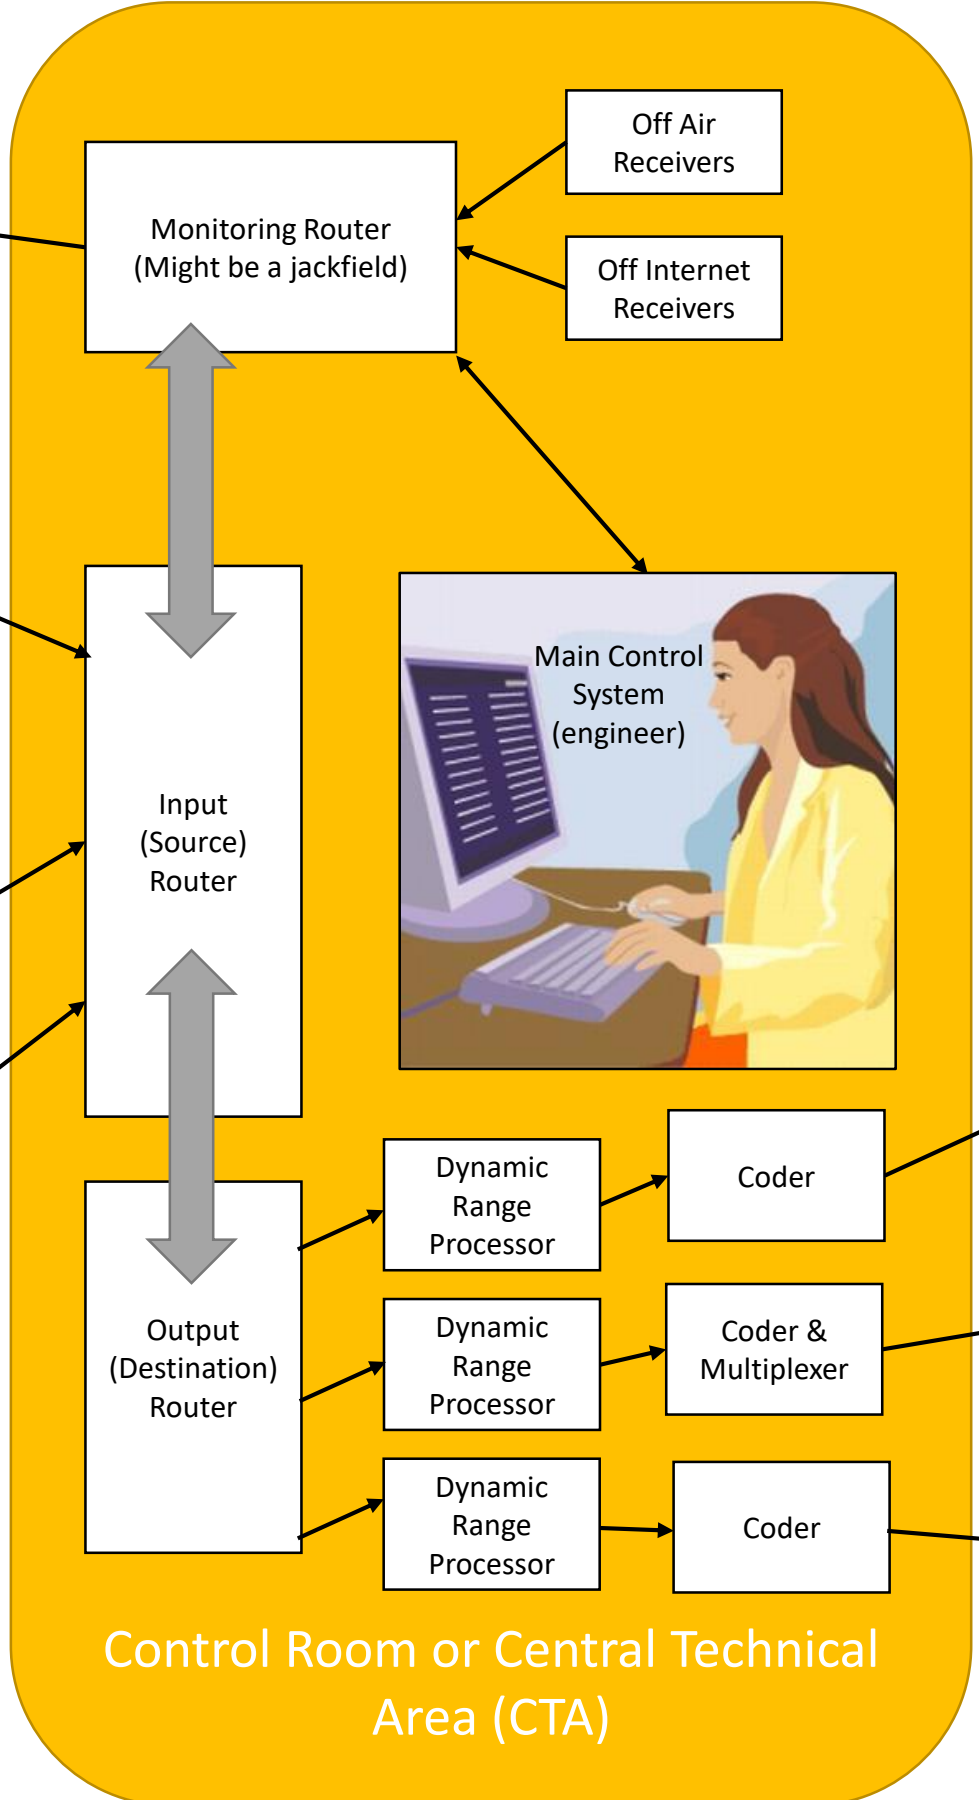 Off Air
Receivers
Monitoring Router
(Might be a jackfield)
Off Internet
Receivers
Main Control
System
(engineer)
Input
(Source)
Router
Dynamic
Range
Processor
Coder
Output
(Destination)
Router
Dynamic
Range
Processor
Coder &
Multiplexer
Dynamic
Range
Processor
Coder
Control Room or Central Technical
Area (CTA)